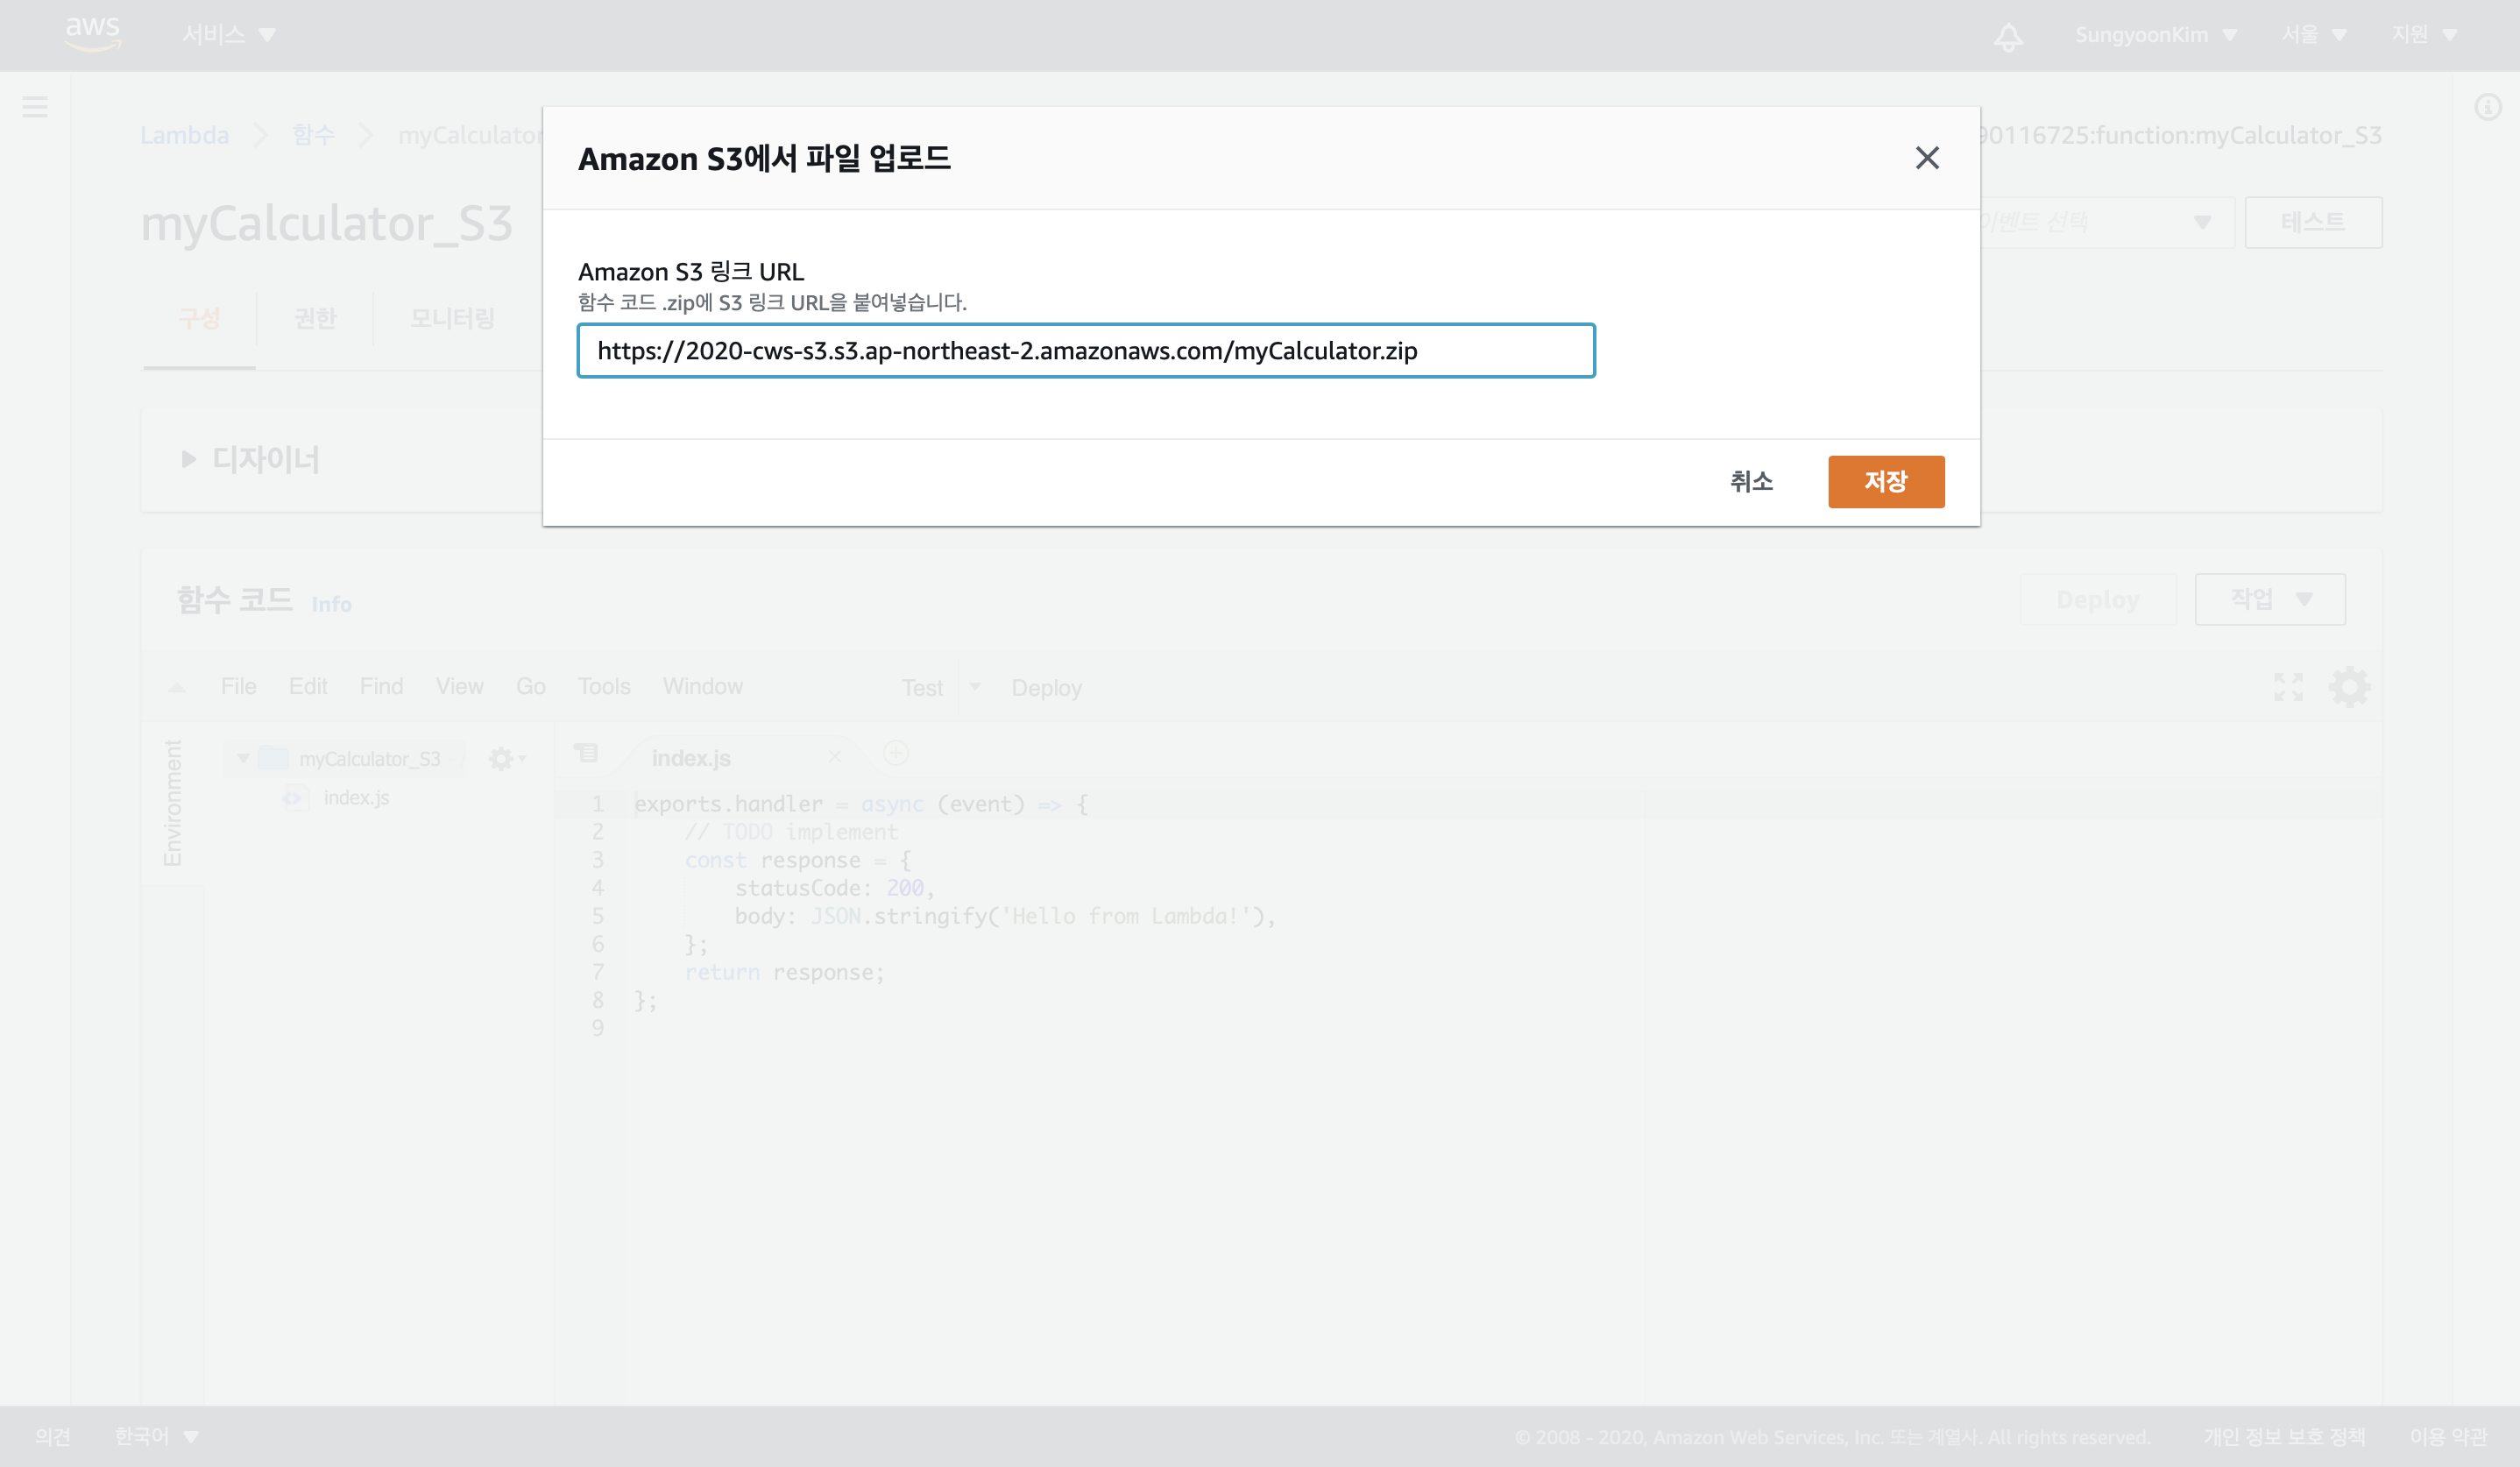 aws 서비스 SungyoonKim 서울 지원
Lambda 함수 myCalculator 90116725:function:myCalculator_S3
Amazon S3에서 파일 업로드
myCalculator_S3 이벤트 선택 테스트
Amazon S3 링크 URL
함수 코드 .zip에 S3 링크 URL을 붙여넣습니다.
구성 권한 모니터링
https://2020-cws-s3.s3.ap-northeast-2.amazonaws.com/myCalculator.zip
디자이너
취소 저장
함수 코드 Info Deploy 작업
File Edit Find View Go Tools Window Test Deploy
Environment
myCalculator_S3
index.js
index.js
1 exports.handler = async (event) => {
2 // TODO implement
3 const response = {
4 statusCode: 200,
5 body: JSON.stringify('Hello from Lambda!'),
6 };
7 return response;
8 };
9
의견 한국어 © 2008 - 2020, Amazon Web Services, Inc. 또는 계열사. All rights reserved. 개인 정보 보호 정책 이용 약관